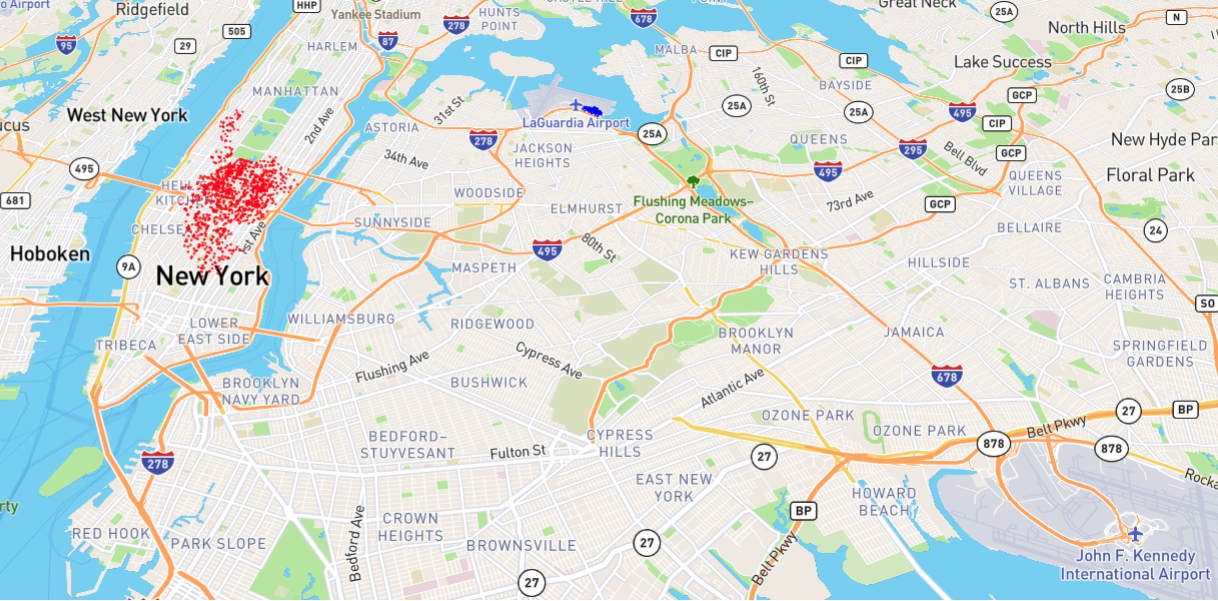 o Airport
Ridgefield
HHP
Yankee Stadium
278
HUNTS
POINT
678
Great Neck
25A
N
North Hills
95
29
505
87
HARLEM
MALBA
CIP
CIP
Lake Success
160th St
BAYSIDE
GCP
25B
MANHATTAN
2nd Ave
31st St
LaGuardia Airport
25A
25A
495
CIP
West New York
ASTORIA
278
25A
QUEENS
295
GCP
New Hyde Par
cus
JACKSON
HEIGHTS
34th Ave
495
Bell Blvd
495
QUEENS
VILLAGE
Floral Park
681
HELL
KITCH
WOODSIDE
ELMHURST
Flushing Meadows-
Corona Park
73rd Ave
GCP
CHELSE
rst Ave
SUNNYSIDE
BELLAIRE
24
Hoboken
9A
New York
495
80th St
MASPETH
KEW GARDENS
HILLS
HILLSIDE
ST. ALBANS
CAMBRIA
HEIGHTS
SO
LOWER
EAST SIDE
WILLIAMSBURG
RIDGEWOOD
BROOKLYN
MANOR
JAMAICA
TRIBECA
SPRINGFIELD
GARDENS
Flushing Ave
Cypress Ave
BROOKLYN
NAVY YARD
BUSHWICK
Atlantic Ave
678
OZONE PARK
OZONE PARK
27
BP
BEDFORD-
STUYVESANT
CYPRESS
HILLS
Belt Pkwy
878
878
278
Fulton St
27
EAST NEW
YORK
Rocka
rty
HOWARD
BEACH
BP
RED HOOK
PARK SLOPE
Bedford Ave
CROWN
HEIGHTS
BROWNSVILLE
27
Belt Pkwy
27
John F. Kennedy
International Airport